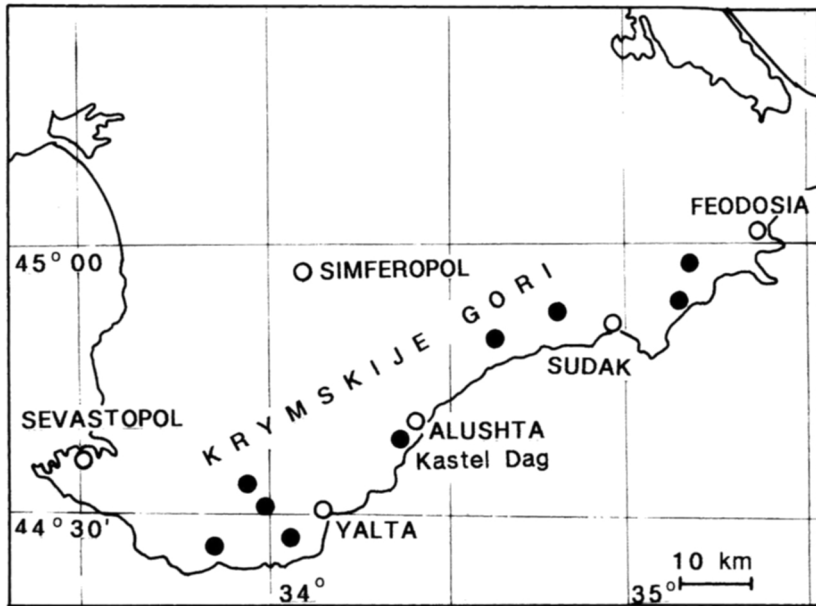 FEODOSIA
45° 00
SIMFEROPOL
KRYMSKIJE GORI
SUDAK
SEVASTOPOL
ALUSHTA
Kastel Dag
44° 30'
YALTA
10 km
34°
35°